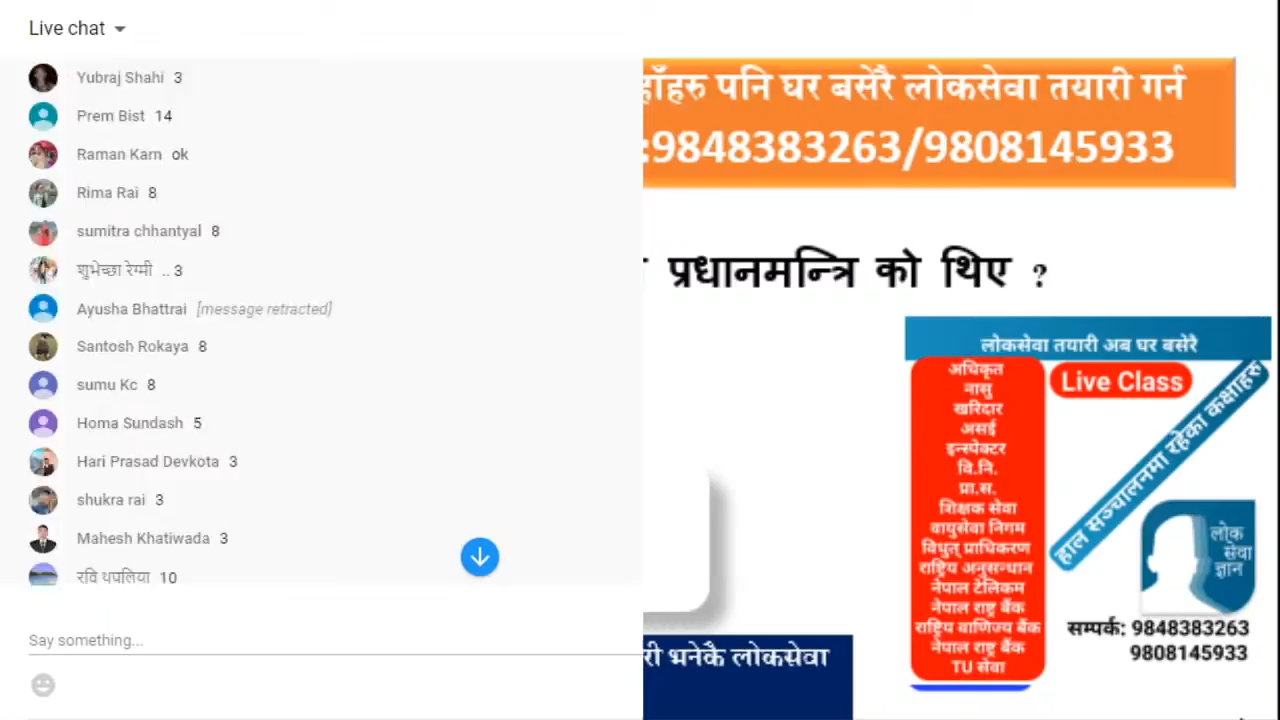 Live chat
Yubraj Shahi 3
Prem Bist 14
Raman Karn ok
Rima Rai 8
sumitra chhantyal 8
शुभेच्छा रेग्मी .. 3
Ayusha Bhattrai [message retracted]
Santosh Rokaya 8
sumu Kc 8
Homa Sundash 5
Hari Prasad Devkota 3
shukra rai 3
Mahesh Khatiwada 3
रवि थपलिया 10
Say something...
हाँहरु पनि घर बसेरै लोकसेवा तयारी गर्न
:9848383263/9808145933
प्रधानमन्त्रि को थिए ?
लोकसेवा तयारी अब घर बसेरै
अधिकृत
नासु
खरिदार
असई
इन्स्पेक्टर
वि.नि.
प्रा.स.
शिक्षक सेवा
वायुसेवा निगम
विधुत् प्राधिकरण
राष्ट्रिय अनुसन्धान
नेपाल टेलिकम
नेपाल राष्ट्र बैंक
राष्ट्रिय वाणिज्य बैंक
नेपाल राष्ट्र बैंक
TU सेवा
Live Class
हाल सञ्चालनमा रहेका कक्षाहरु
लोक
सेवा
ज्ञान
सम्पर्क: 9848383263
9808145933
री भनेकै लोकसेवा